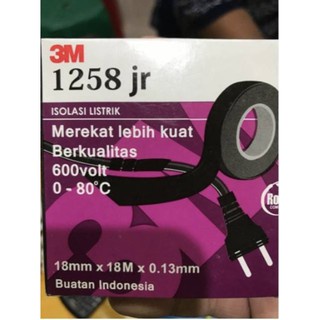 3M
1258 jr
ISOLASI LISTRIK
Merekat lebih kuat
Berkualitas
600volt
0 - 80°C
18mm x 18M x 0.13mm
Buatan Indonesia